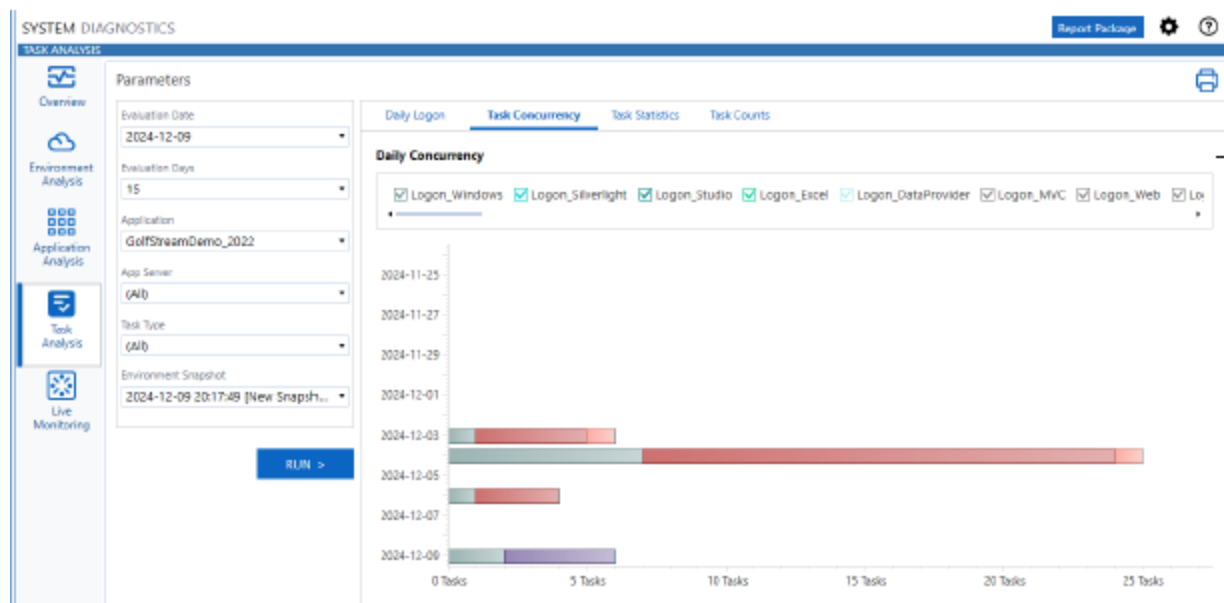 SYSTEM DIAGNOSTICS
Report Package
TASK ANALYSIS
Overview
Environment
Analysis
Application
Analysis
Task
Analysis
Live
Monitoring
Parameters
Evaluation Date
2024-12-09
Evaluation Days
15
Application
GolfStreamDemo_2022
App Server
(All)
Task Type
(All)
Environment Snapshot
2024-12-09 20:17:49 [New Snapsh...
RUN >
Daily Logon Task Concurrency Task Statistics Task Counts
Daily Concurrency
Logon_Windows Logon_Silverlight Logon_Studio Logon_Excel Logon_DataProvider Logon_MVC Logon_Web Lo
2024-11-25
2024-11-27
2024-11-29
2024-12-01
2024-12-03
2024-12-05
2024-12-07
2024-12-09
0 Tasks 5 Tasks 10 Tasks 15 Tasks 20 Tasks 25 Tasks